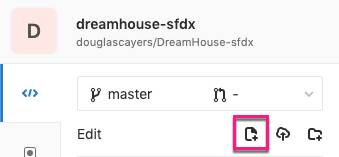 D
dreamhouse-sfdx
douglascayers/DreamHouse-sfdx
master -
Edit